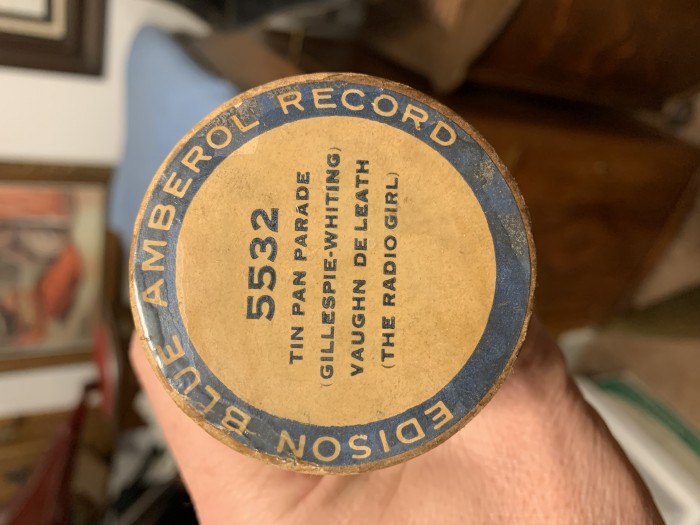 EDISON BLUE AMBEROL RECORD
5532
TIN PAN PARADE
(GILLESPIE-WHITING)
VAUGHN DE LEATH
(THE RADIO GIRL)